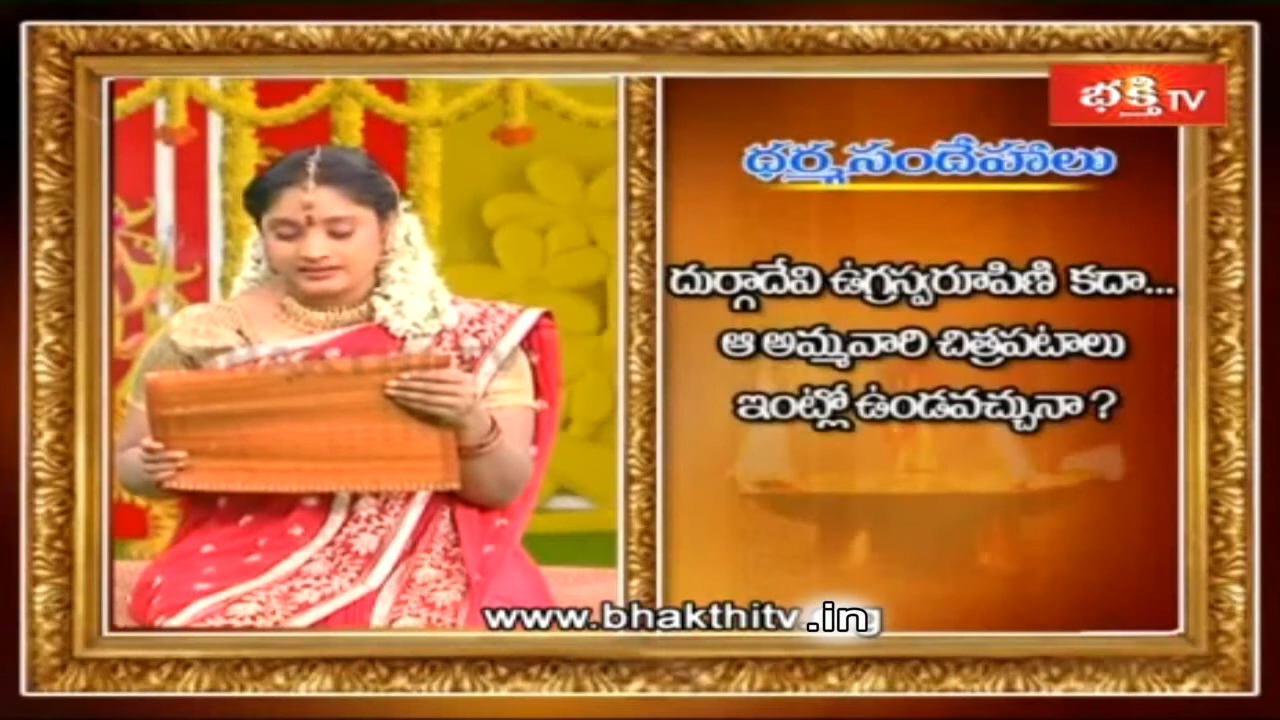 భక్తి TV
ధర్మసందేహాలు
దుర్గాదేవి ఉగ్రస్వరూపిణి కదా...
ఆ అమ్మవారి చిత్రపటాలు
ఇంట్లో ఉండవచ్చునా ?
www.bhakthitv.in